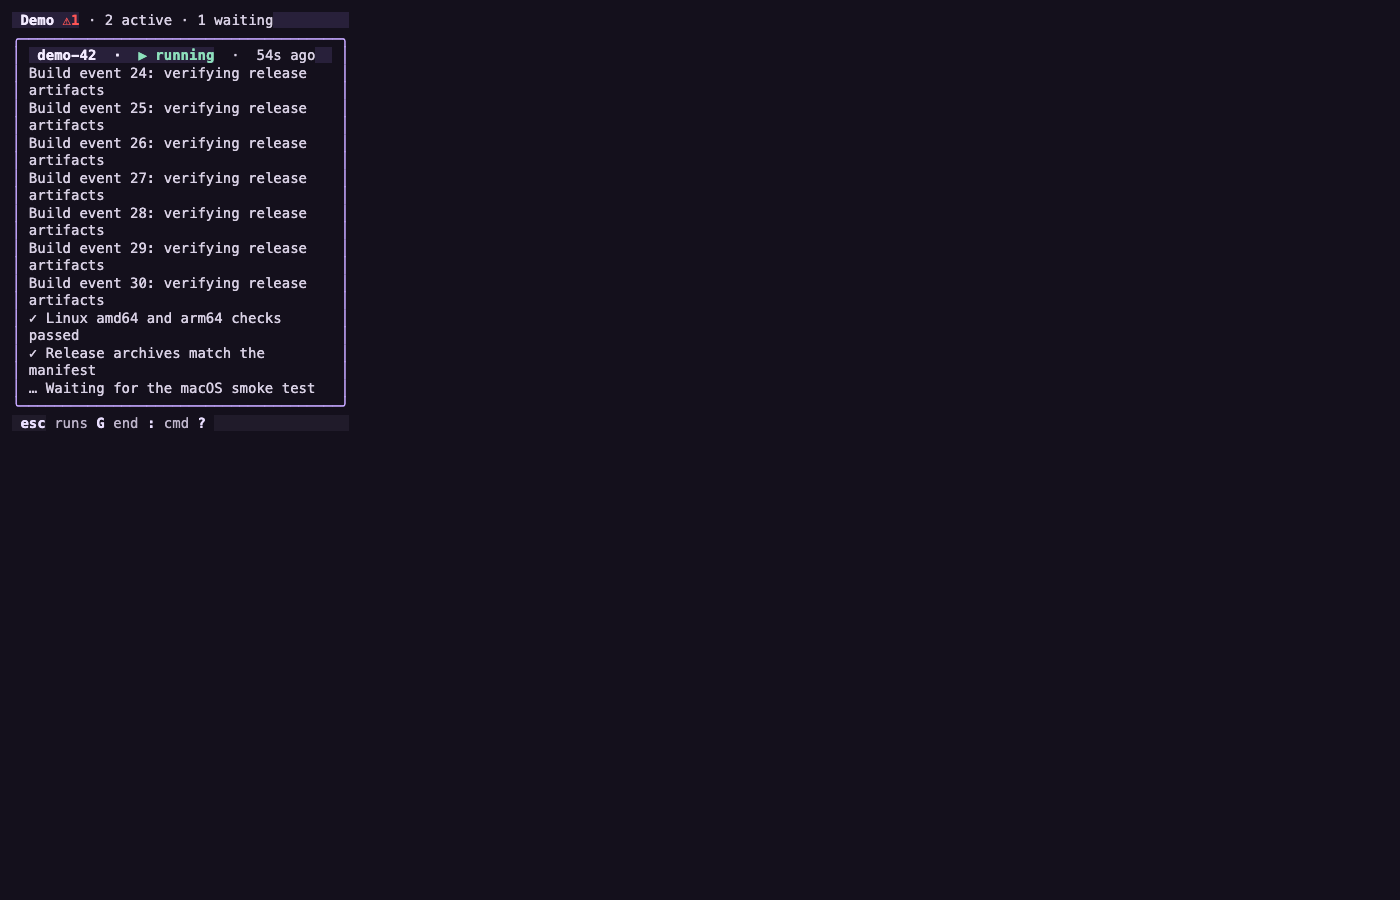 Demo ⚠1 · 2 active · 1 waiting
demo-42 · ▶ running · 54s ago
Build event 24: verifying release
artifacts
Build event 25: verifying release
artifacts
Build event 26: verifying release
artifacts
Build event 27: verifying release
artifacts
Build event 28: verifying release
artifacts
Build event 29: verifying release
artifacts
Build event 30: verifying release
artifacts
✓ Linux amd64 and arm64 checks
passed
✓ Release archives match the
manifest
… Waiting for the macOS smoke test
esc runs G end : cmd ?